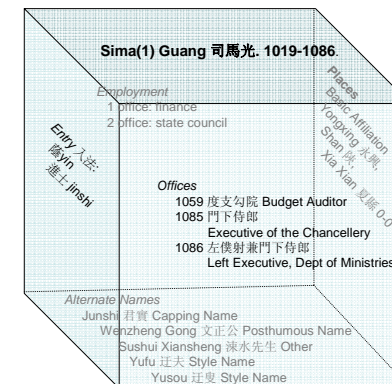 Sima(1) Guang 司馬光. 1019-1086.
Employment
1 office: finance
2 office: state council
Places
Basic Affiliation
Yongxing 永興,
Shan 陝,
Xia Xian 夏縣 0-0
Entry 入法:
蔭yin
進士 jinshi
Offices
1059 度支勾院 Budget Auditor
1085 門下侍郎
Executive of the Chancellery
1086 左僕射兼門下侍郎
Left Executive, Dept of Ministries
Alternate Names
Junshi 君實 Capping Name
Wenzheng Gong 文正公 Posthumous Name
Sushui Xiansheng 涑水先生 Other
Yufu 迂夫 Style Name
Yusou 迂叟 Style Name